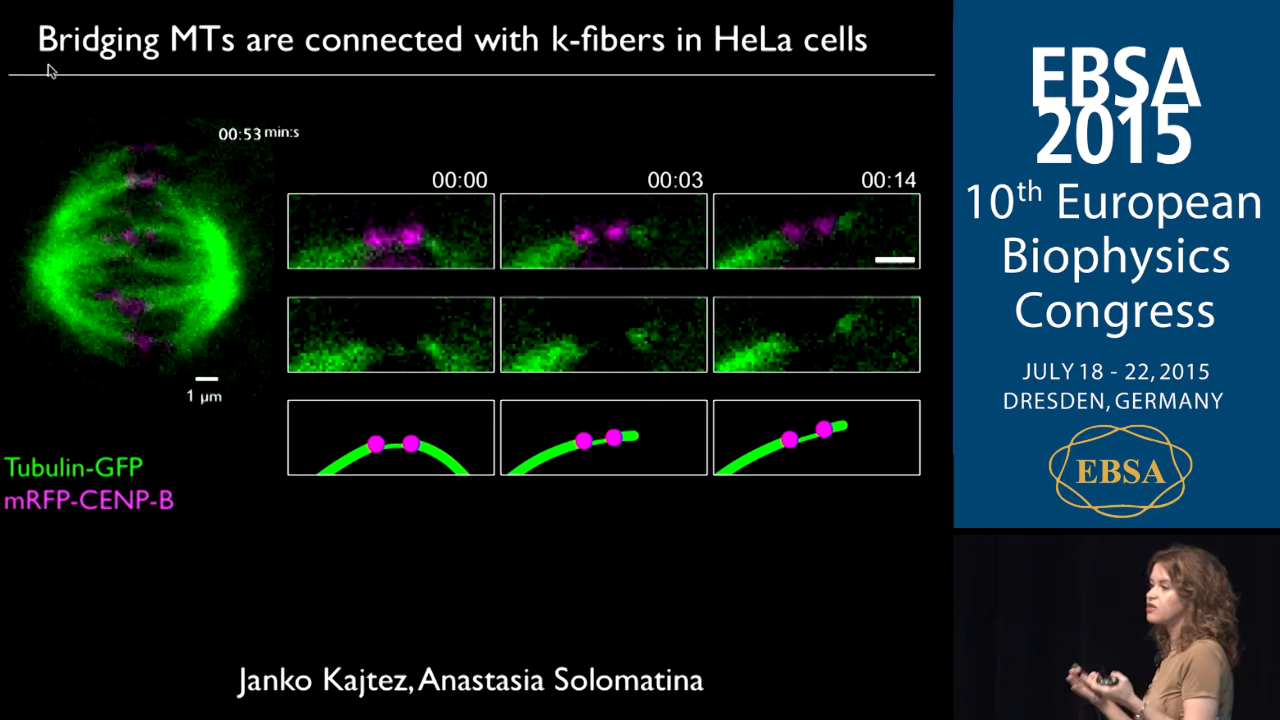 Bridging MTs are connected with k-fibers in HeLa cells
00:53 min:s
00:00
00:03
00:14
1 µm
Tubulin-GFP
mRFP-CENP-B
Janko Kajtez, Anastasia Solomatina
EBSA
2015
10th European
Biophysics
Congress
JULY 18 - 22, 2015
DRESDEN, GERMANY
EBSA